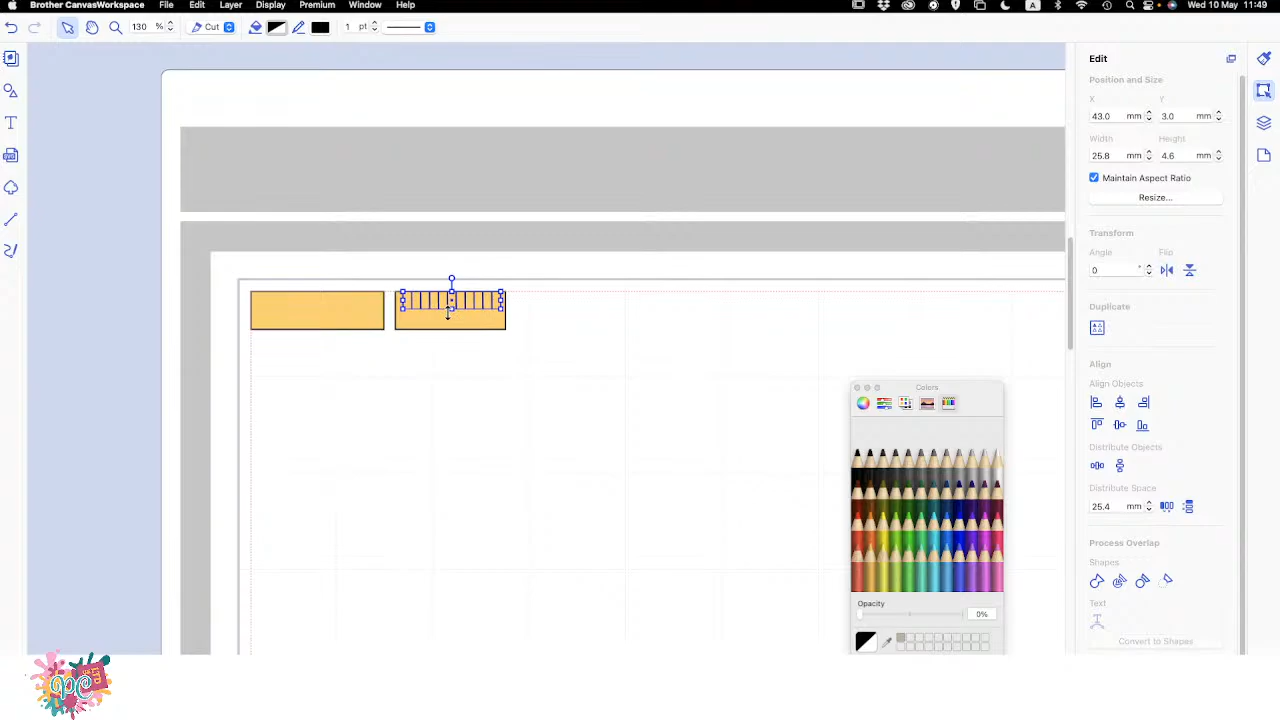 Brother CanvasWorkspace File Edit Layer Display Premium Window Help A Wed 10 May 11:49
130 % Cut 1 pt
Edit
Position and Size
X Y
43.0 mm 3.0 mm
Width Height
25.8 mm 4.6 mm
Maintain Aspect Ratio
Resize...
Transform
Angle Flip
0 °
Duplicate
Align
Align Objects
Distribute Objects
Distribute Space
25.4 mm
Process Overlap
Shapes
Text
Convert to Shapes
T
SVG
Colors
Opacity
0%
PC